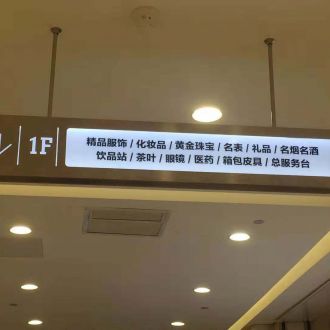 1F
精品服饰 / 化妆品 / 黄金珠宝 / 名表 / 礼品 / 名烟名酒
饮品站 / 茶叶 / 眼镜 / 医药 / 箱包皮具 / 总服务台